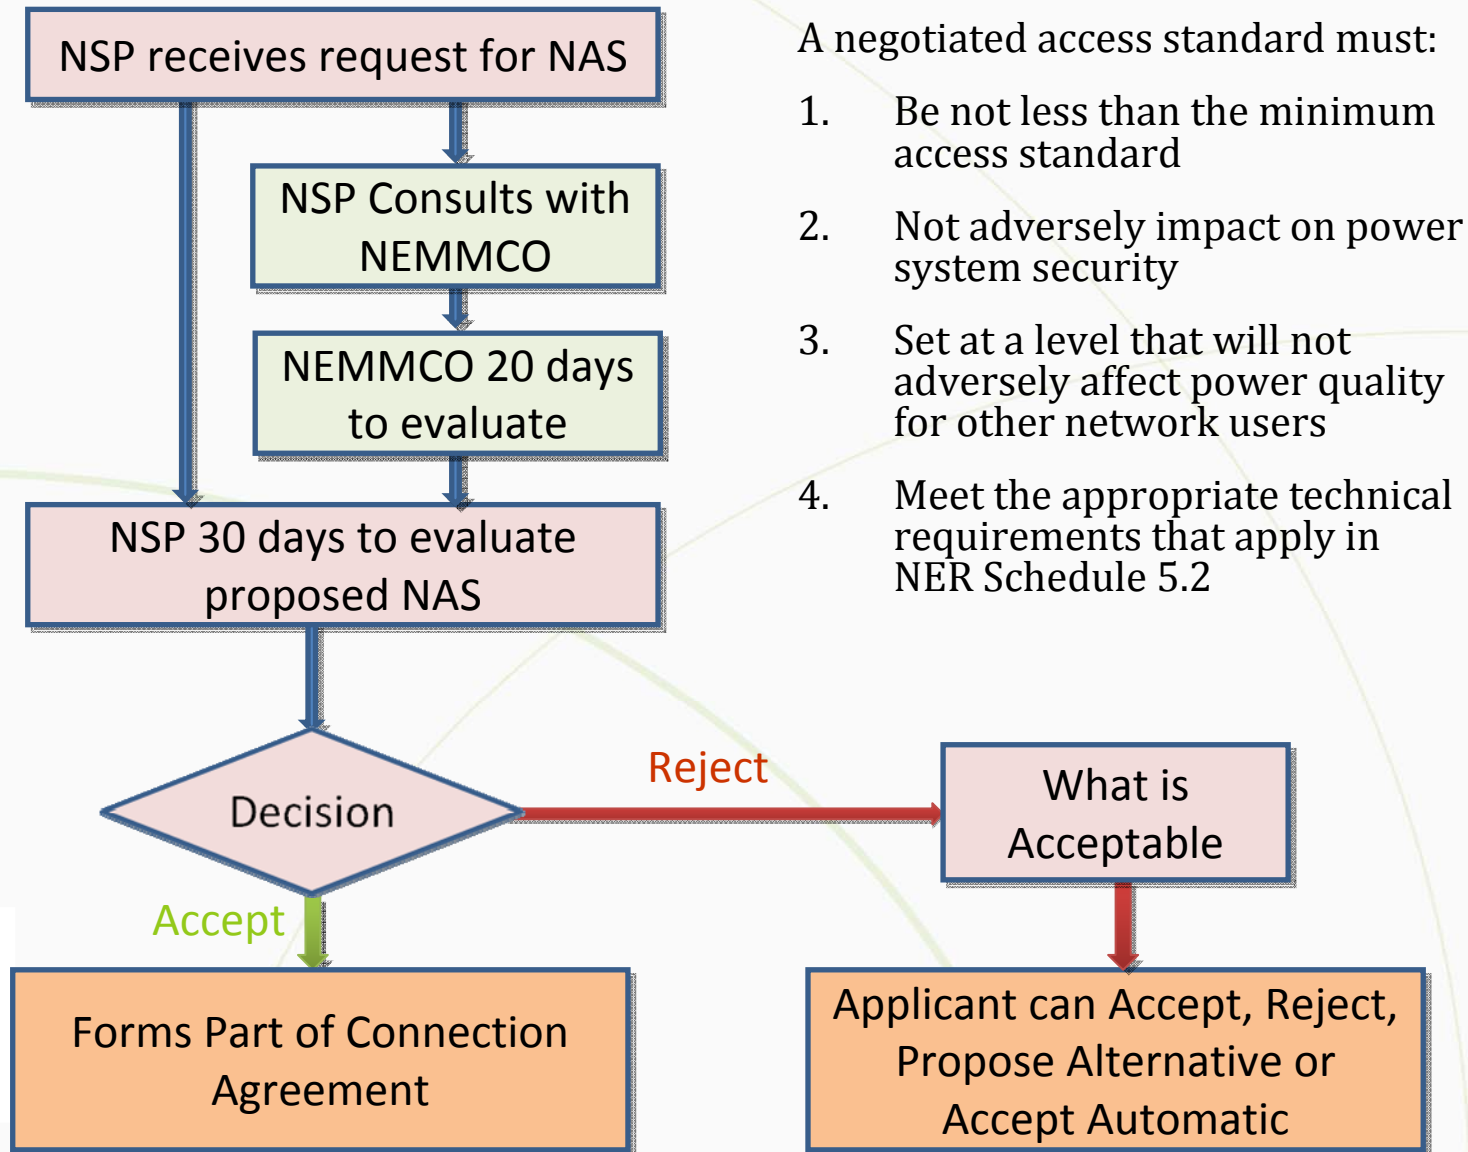 NSP receives request for NAS
NSP Consults with
NEMMCO
NEMMCO 20 days
to evaluate
NSP 30 days to evaluate
proposed NAS
Decision
Reject
What is
Acceptable
Accept
Forms Part of Connection
Agreement
Applicant can Accept, Reject,
Propose Alternative or
Accept Automatic
A negotiated access standard must:
1. Be not less than the minimum
access standard
2. Not adversely impact on power
system security
3. Set at a level that will not
adversely affect power quality
for other network users
4. Meet the appropriate technical
requirements that apply in
NER Schedule 5.2